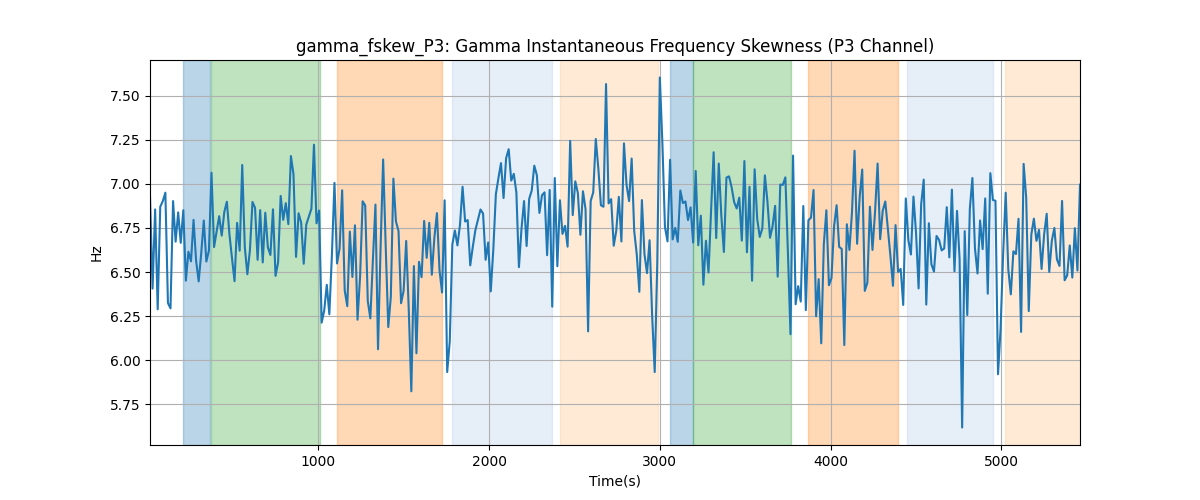 gamma_fskew_P3: Gamma Instantaneous Frequency Skewness (P3 Channel)
7.50
7.25
7.00
6.75
6.50
6.25
6.00
5.75
Hz
1000 2000 3000 4000 5000
Time(s)